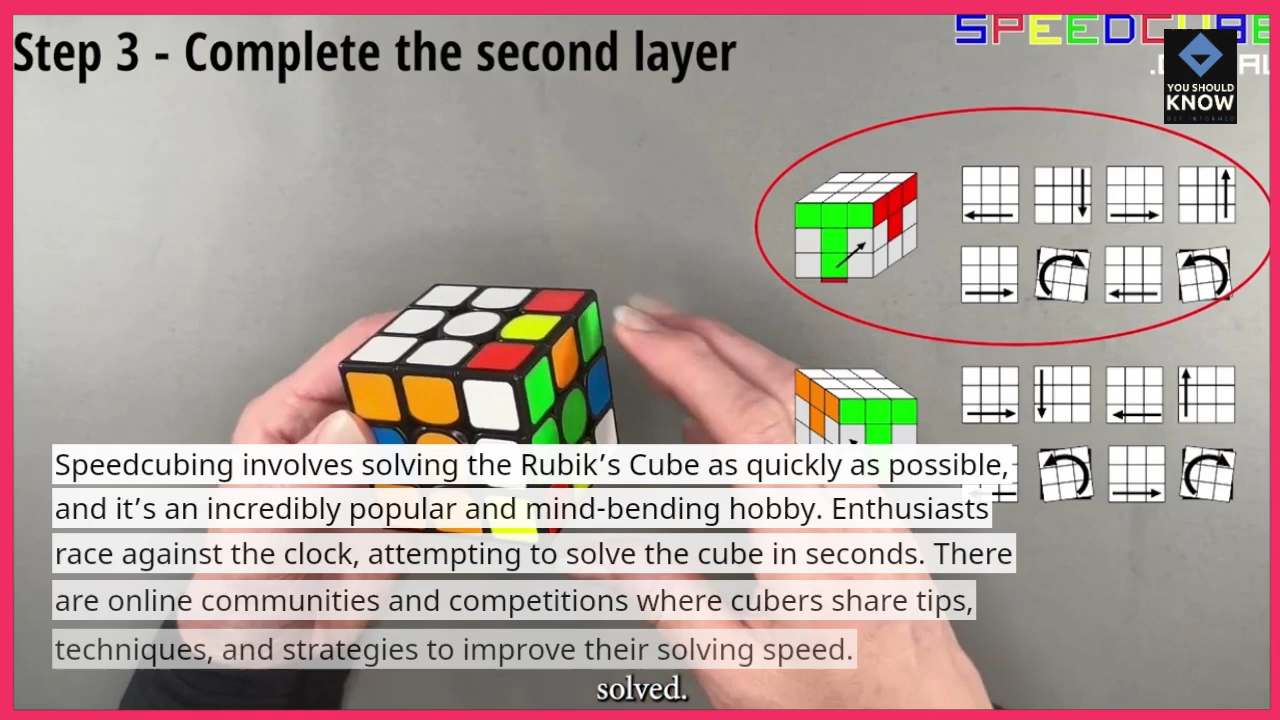 Step 3 - Complete the second layer
SPEEDCUBE
YOU SHOULD
KNOW
GET INFORMED
Speedcubing involves solving the Rubik’s Cube as quickly as possible,
and it’s an incredibly popular and mind-bending hobby. Enthusiasts
race against the clock, attempting to solve the cube in seconds. There
are online communities and competitions where cubers share tips,
techniques, and strategies to improve their solving speed.
solved.